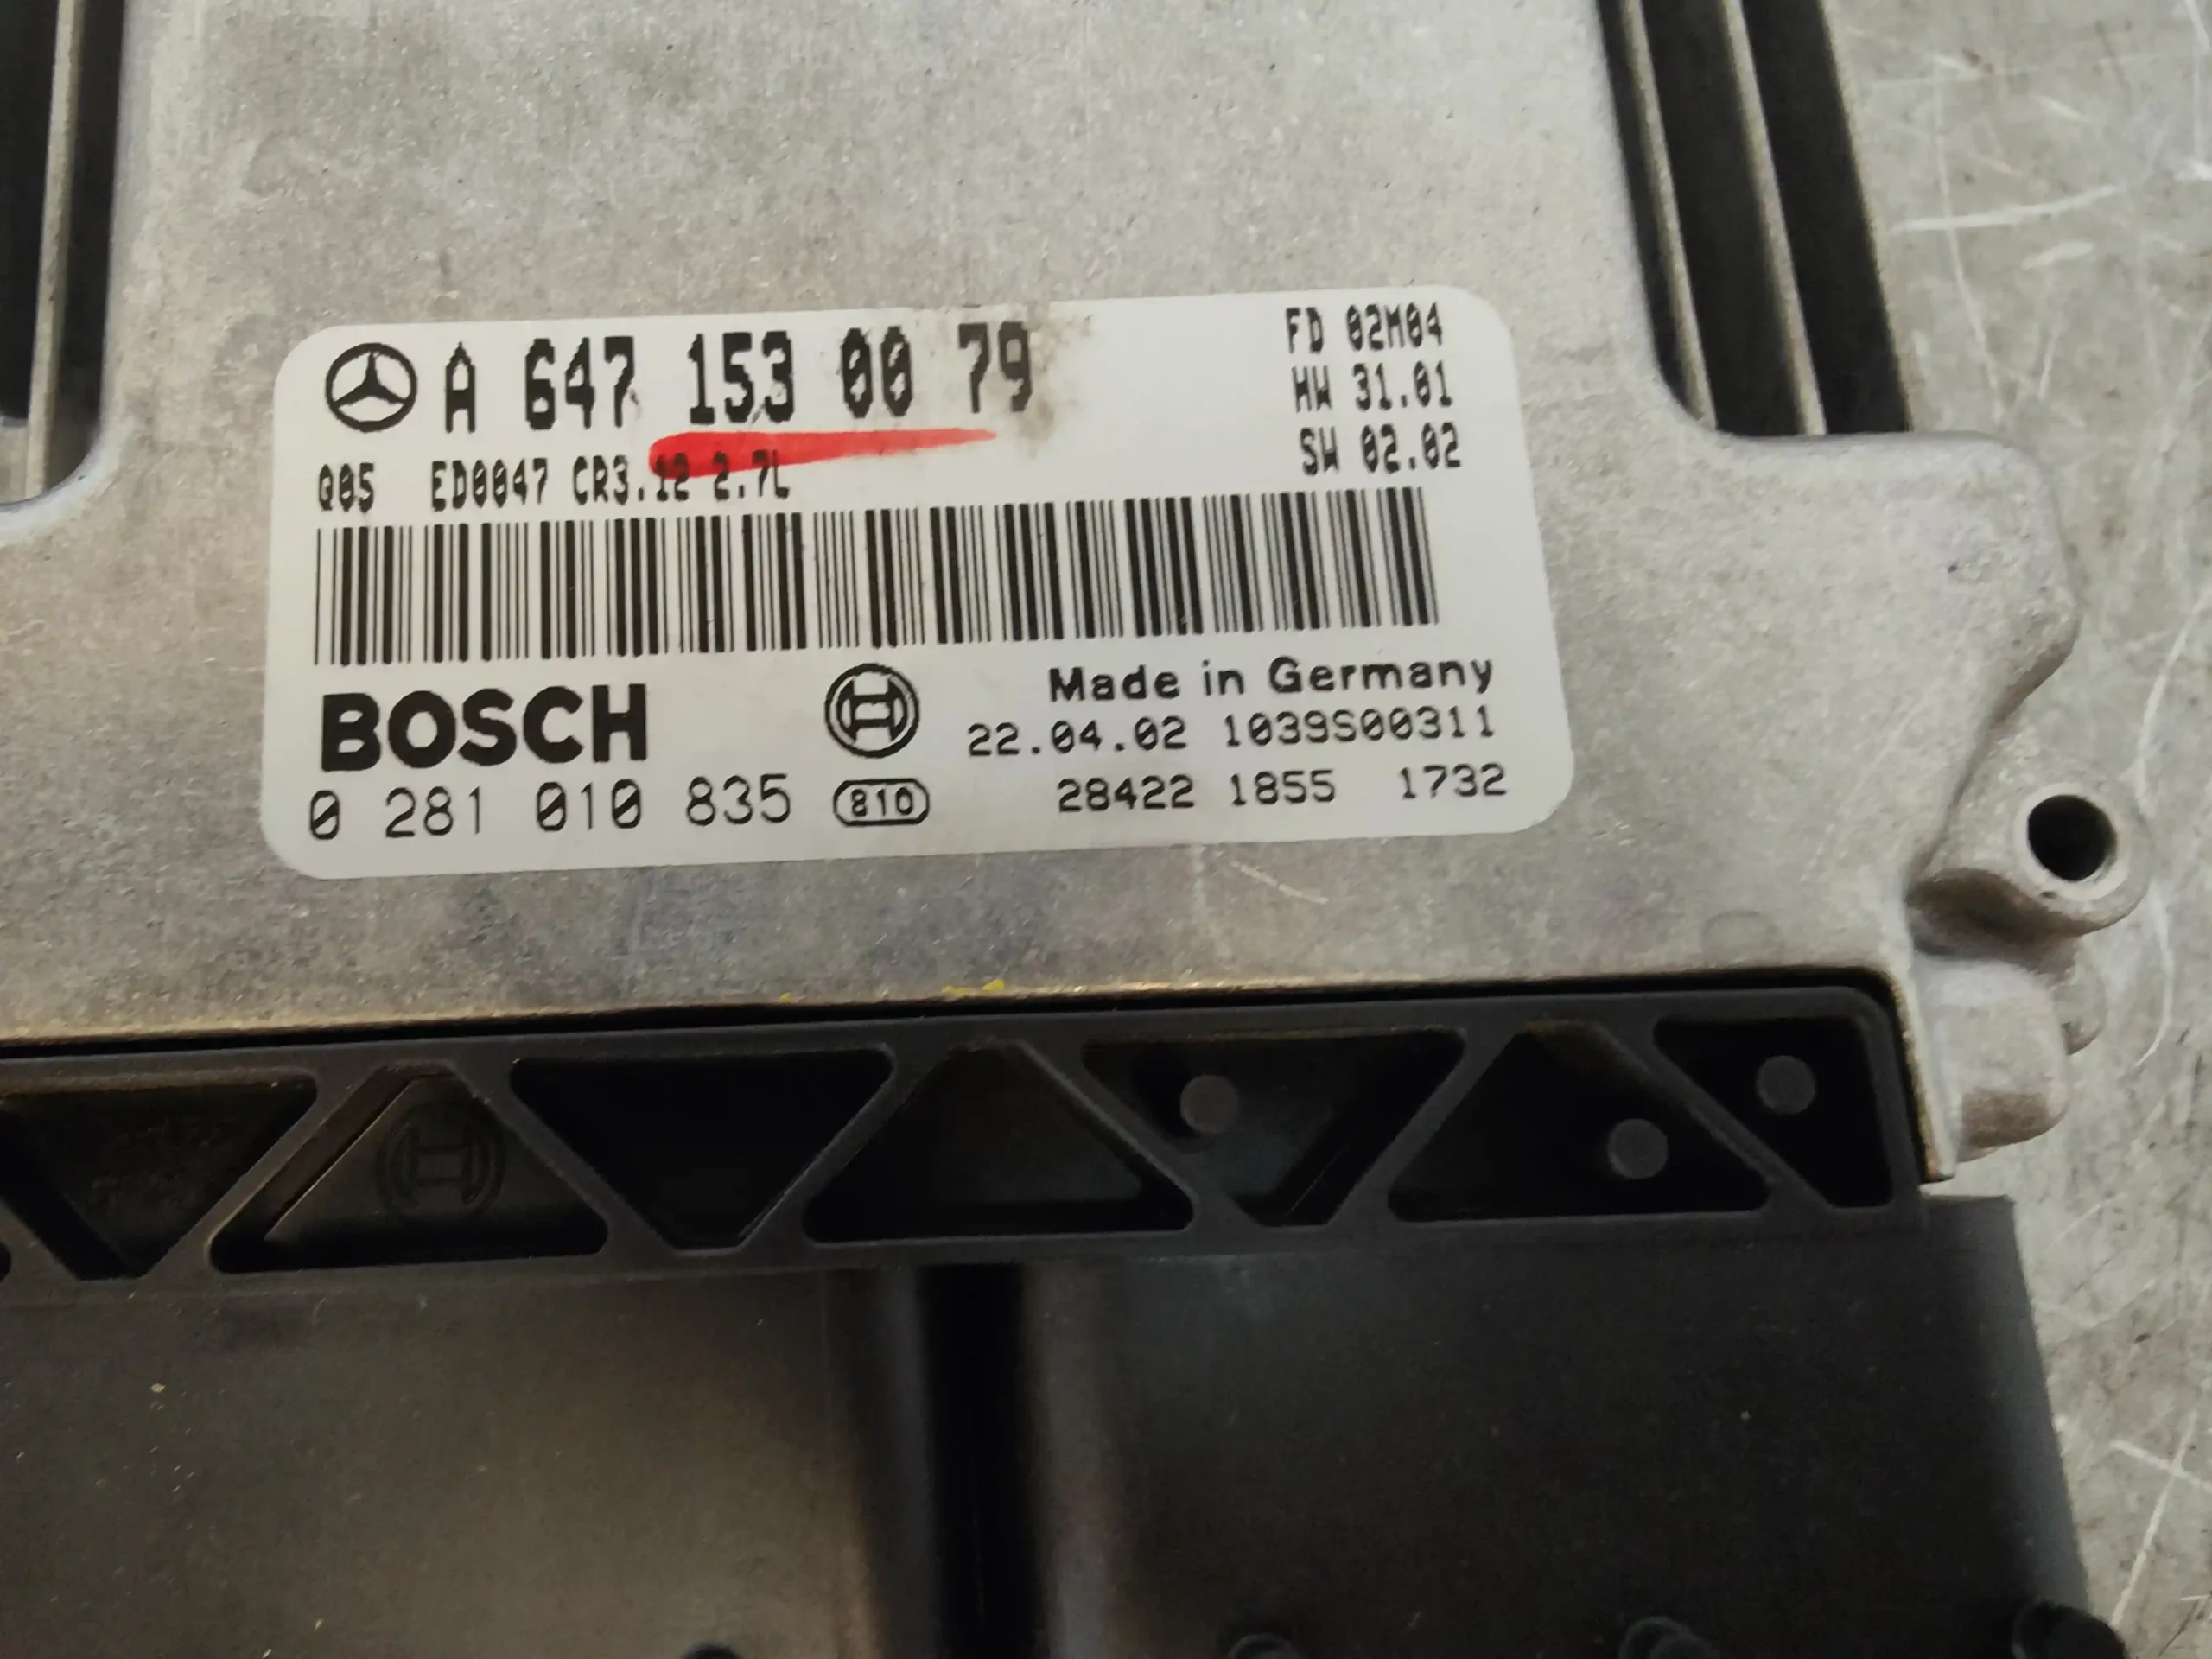 A 647 153 00 79
FD 02M04
HW 31.01
SW 02.02
Q05 ED0047 CR3.12 2.7L
BOSCH
Made in Germany
22.04.02 1039S00311
0 281 010 835 810
28422 1855 1732